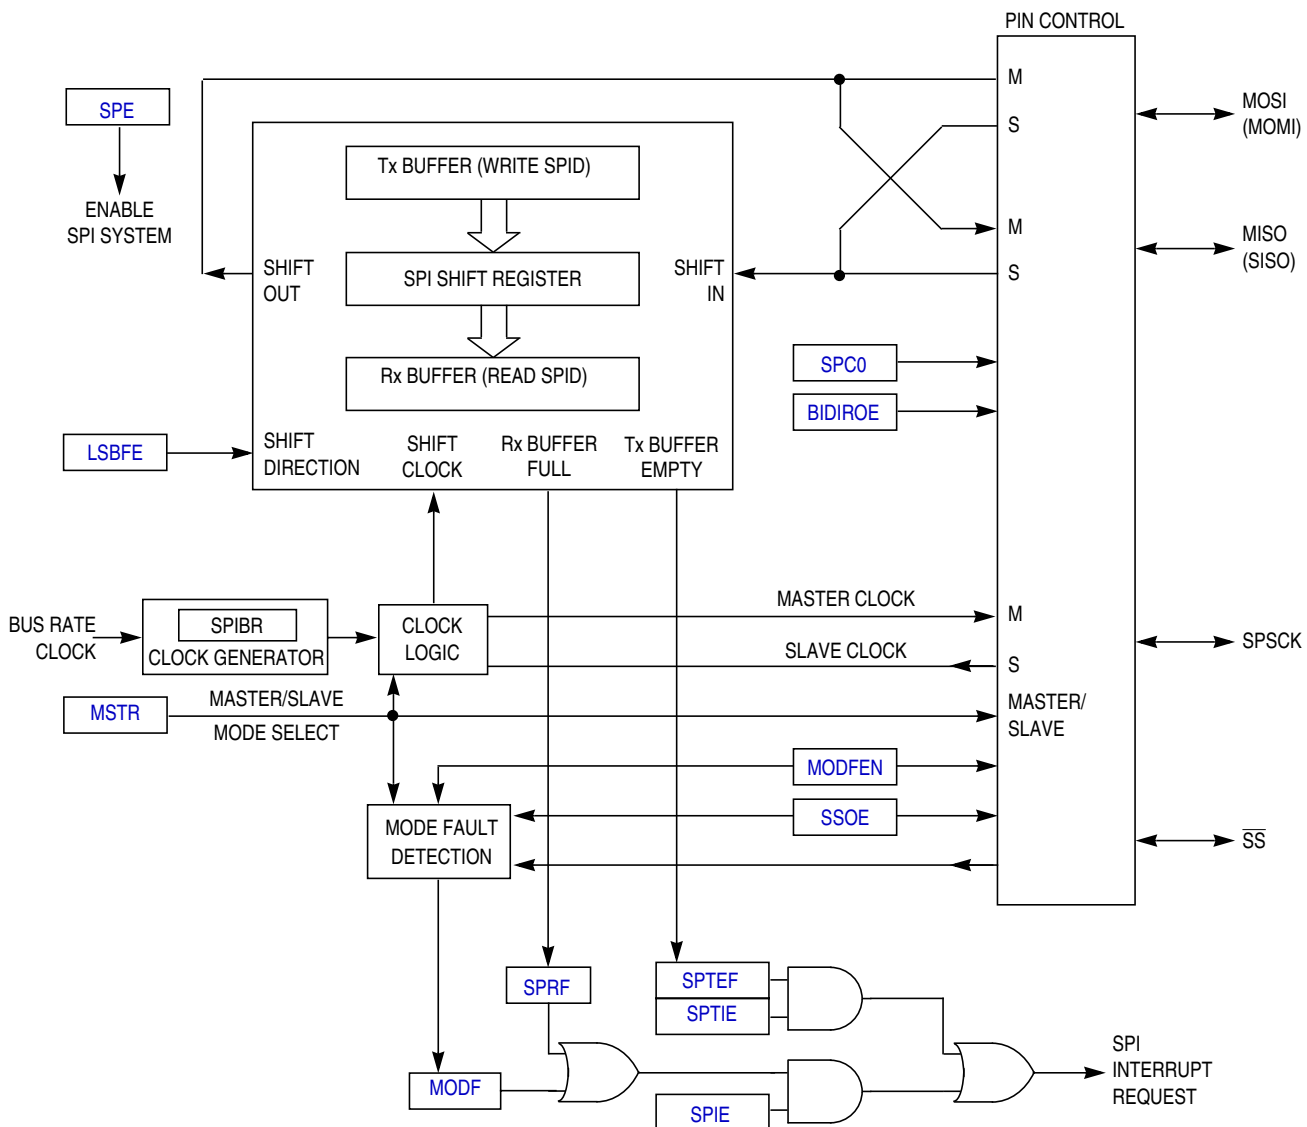 PIN CONTROL
M
SPE
MOSI
(MOMI)
S
Tx BUFFER (WRITE SPID)
ENABLE
SPI SYSTEM
M
MISO
(SISO)
SHIFT
OUT
SPI SHIFT REGISTER
SHIFT
IN
S
SPC0
Rx BUFFER (READ SPID)
BIDIROE
LSBFE
SHIFT
DIRECTION
SHIFT
CLOCK
Rx BUFFER
FULL
Tx BUFFER
EMPTY
BUS RATE
CLOCK
SPIBR
CLOCK GENERATOR
CLOCK
LOGIC
MASTER CLOCK
M
SLAVE CLOCK
S
SPSCK
MSTR
MASTER/SLAVE
MODE SELECT
MASTER/
SLAVE
MODFEN
SSOE
MODE FAULT
DETECTION
SS
SPRF
SPTEF
SPTIE
MODF
SPIE
SPI
INTERRUPT
REQUEST